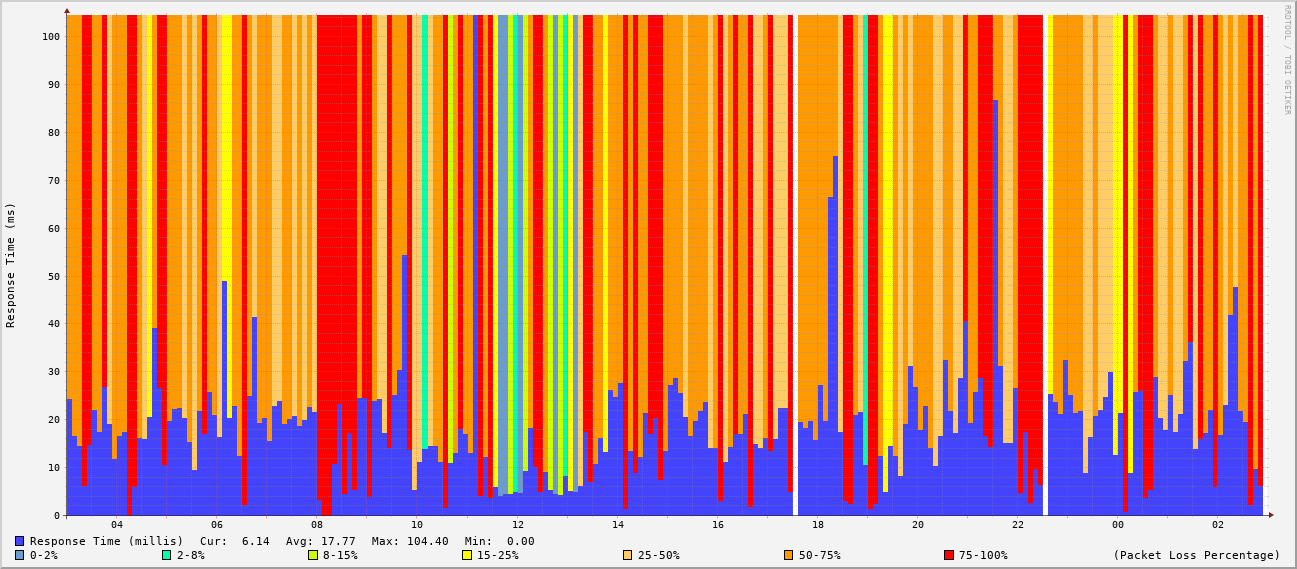 RRDTOOL / TOBI OETIKER
Response Time (ms)
100
90
80
70
60
50
40
30
20
10
0
04 06 08 10 12 14 16 18 20 22 00 02
Response Time (millis) Cur: 6.14 Avg: 17.77 Max: 104.40 Min: 0.00
0-2% 2-8% 8-15% 15-25% 25-50% 50-75% 75-100% (Packet Loss Percentage)